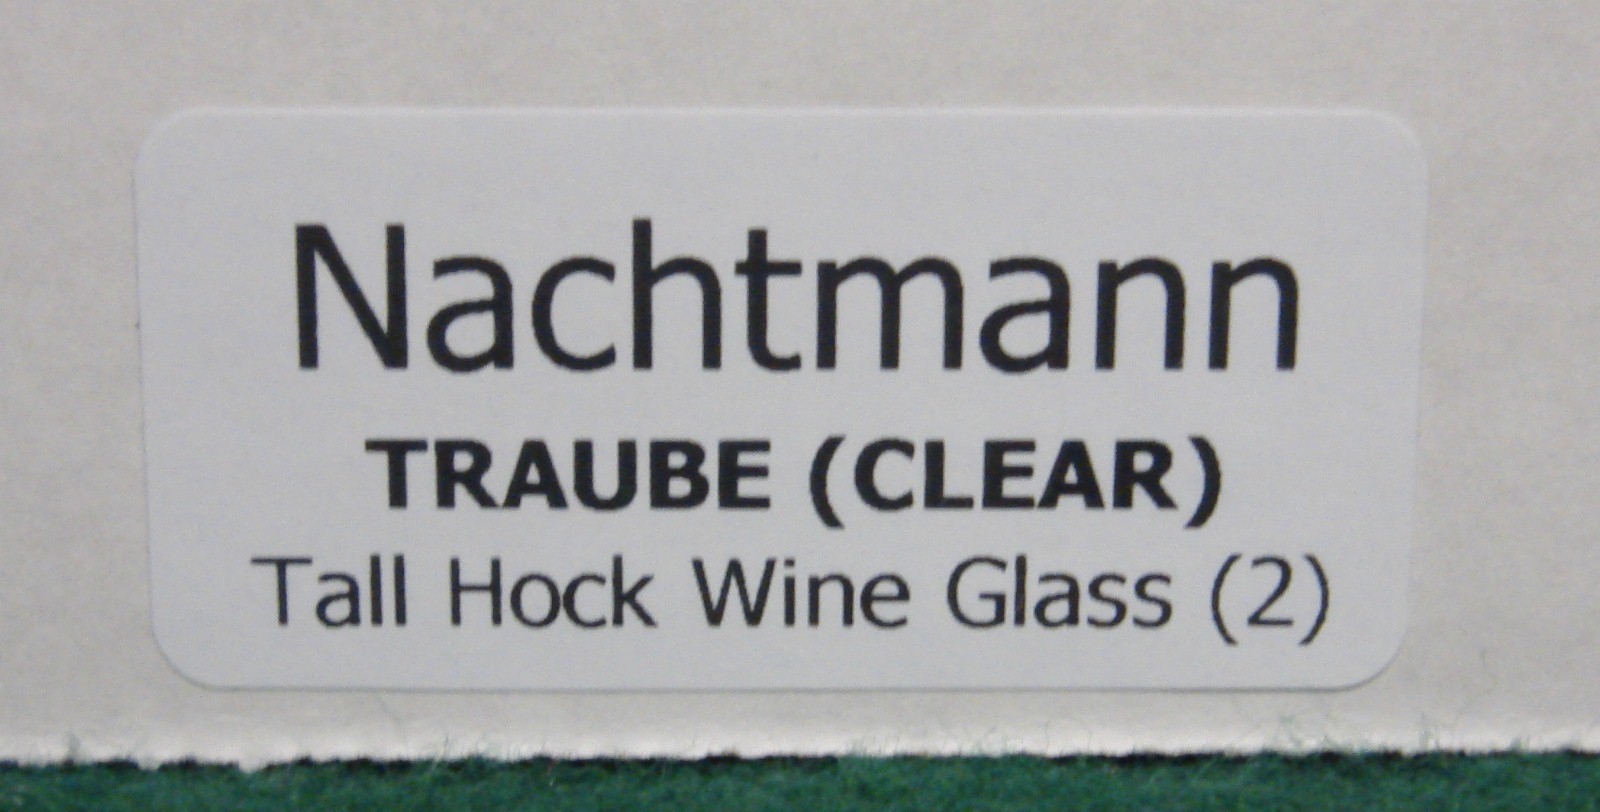 Nachtmann
TRAUBE (CLEAR)
Tall Hock Wine Glass (2)